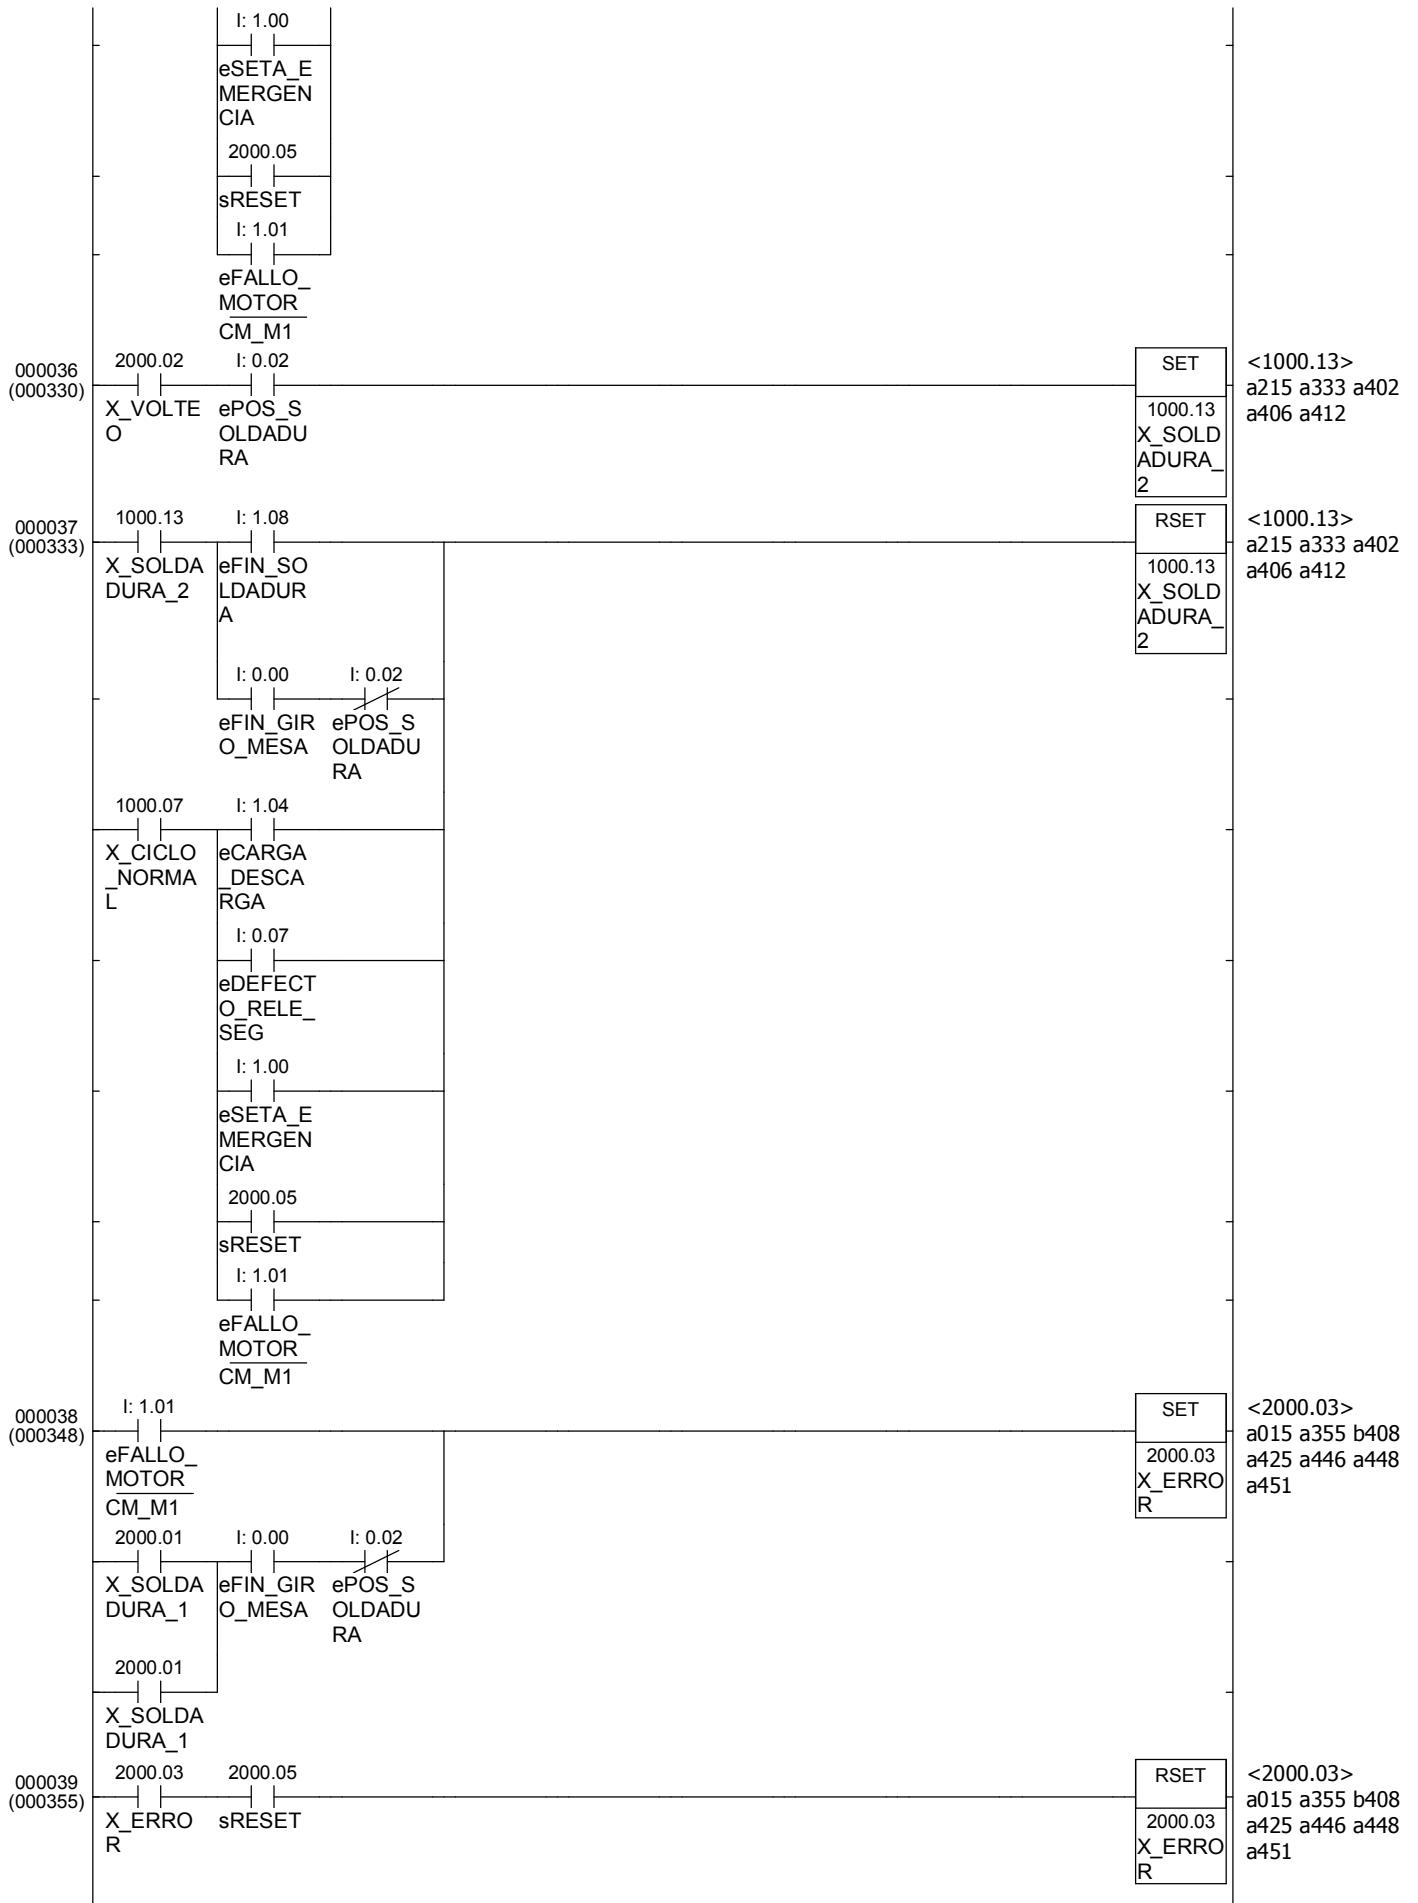 I: 1.00
eSETA_E
MERGEN
CIA
2000.05
sRESET
I: 1.01
eFALLO_
MOTOR
CM_M1
000036
(000330)
2000.02
X_VOLTE
O
I: 0.02
ePOS_S
OLDADU
RA
SET
1000.13
X_SOLD
ADURA_
2
<1000.13>
a215 a333 a402
a406 a412
000037
(000333)
1000.13
X_SOLDA
DURA_2
I: 1.08
eFIN_SO
LDADUR
A
RSET
1000.13
X_SOLD
ADURA_
2
<1000.13>
a215 a333 a402
a406 a412
I: 0.00
eFIN_GIR
O_MESA
I: 0.02
ePOS_S
OLDADU
RA
1000.07
X_CICLO
_NORMA
L
I: 1.04
eCARGA
_DESCA
RGA
I: 0.07
eDEFECT
O_RELE_
SEG
I: 1.00
eSETA_E
MERGEN
CIA
2000.05
sRESET
I: 1.01
eFALLO_
MOTOR
CM_M1
000038
(000348)
I: 1.01
eFALLO_
MOTOR
CM_M1
SET
2000.03
X_ERRO
R
<2000.03>
a015 a355 b408
a425 a446 a448
a451
2000.01
X_SOLDA
DURA_1
I: 0.00
eFIN_GIR
O_MESA
I: 0.02
ePOS_S
OLDADU
RA
2000.01
X_SOLDA
DURA_1
000039
(000355)
2000.03
X_ERRO
R
2000.05
sRESET
RSET
2000.03
X_ERRO
R
<2000.03>
a015 a355 b408
a425 a446 a448
a451